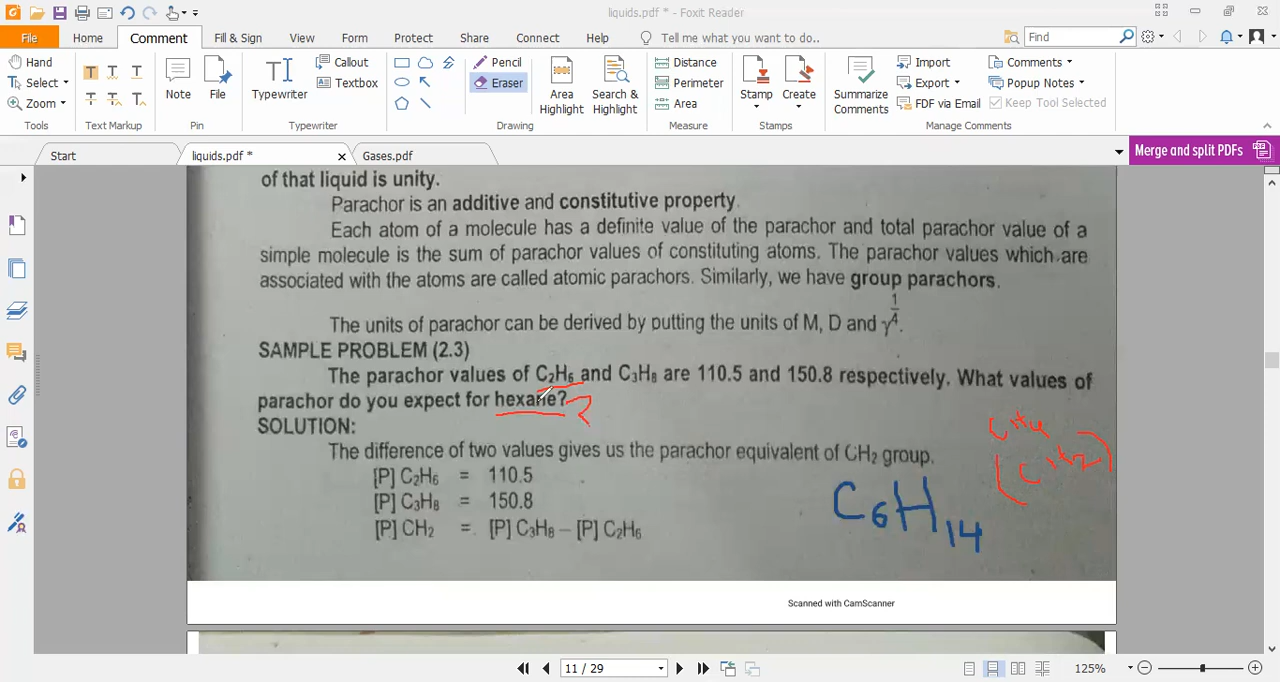 liquids.pdf * - Foxit Reader
File Home Comment Fill & Sign View Form Protect Share Connect Help Tell me what you want to do.. Find
Hand Select Zoom Tools
Text Markup
Note File Pin
Typewriter Callout Textbox Typewriter
Pencil Eraser Area Highlight Search & Highlight Drawing
Distance Perimeter Area Measure
Stamp Create Stamps
Summarize Comments Import Export FDF via Email Comments Popup Notes Keep Tool Selected Manage Comments
Start liquids.pdf * Gases.pdf Merge and split PDFs
of that liquid is unity.
Parachor is an additive and constitutive property.
Each atom of a molecule has a definite value of the parachor and total parachor value of a
simple molecule is the sum of parachor values of constituting atoms. The parachor values which are
associated with the atoms are called atomic parachors. Similarly, we have group parachors.
The units of parachor can be derived by putting the units of M, D and γ^1/4.
SAMPLE PROBLEM (2.3)
The parachor values of C₂H₆ and C₃H₈ are 110.5 and 150.8 respectively. What values of
parachor do you expect for hexane?
SOLUTION:
CH4
(CH2)
The difference of two values gives us the parachor equivalent of CH₂ group.
[P] C₂H₆ = 110.5
[P] C₃H₈ = 150.8
[P] CH₂ = [P] C₃H₈ – [P] C₂H₆
C6H14
Scanned with CamScanner
11 / 29 125%